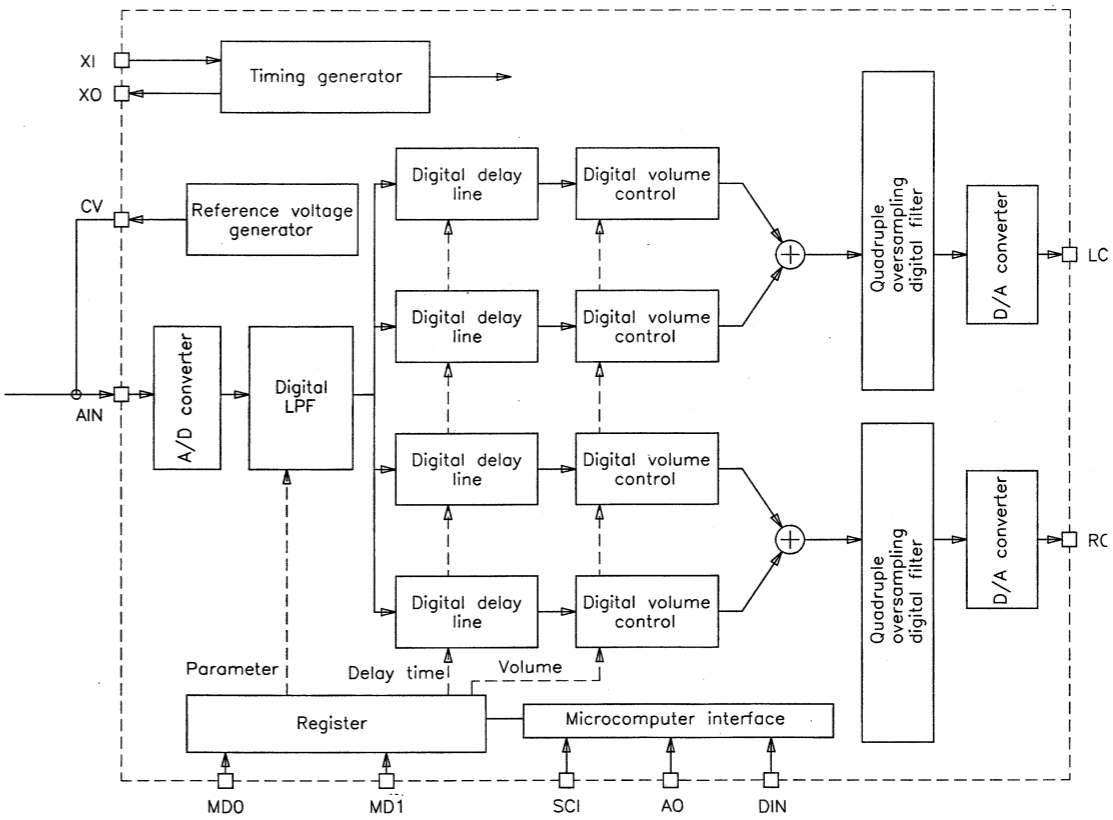 XI
XO
Timing generator
CV
Reference voltage
generator
AIN
A/D converter
Digital
LPF
Digital delay
line
Digital volume
control
Digital delay
line
Digital volume
control
Digital delay
line
Digital volume
control
Digital delay
line
Digital volume
control
Quadruple
oversampling
digital filter
D/A converter
LC
Quadruple
oversampling
digital filter
D/A converter
RC
Parameter
Delay time
Volume
Register
Microcomputer interface
MD0
MD1
SCI
AO
DIN